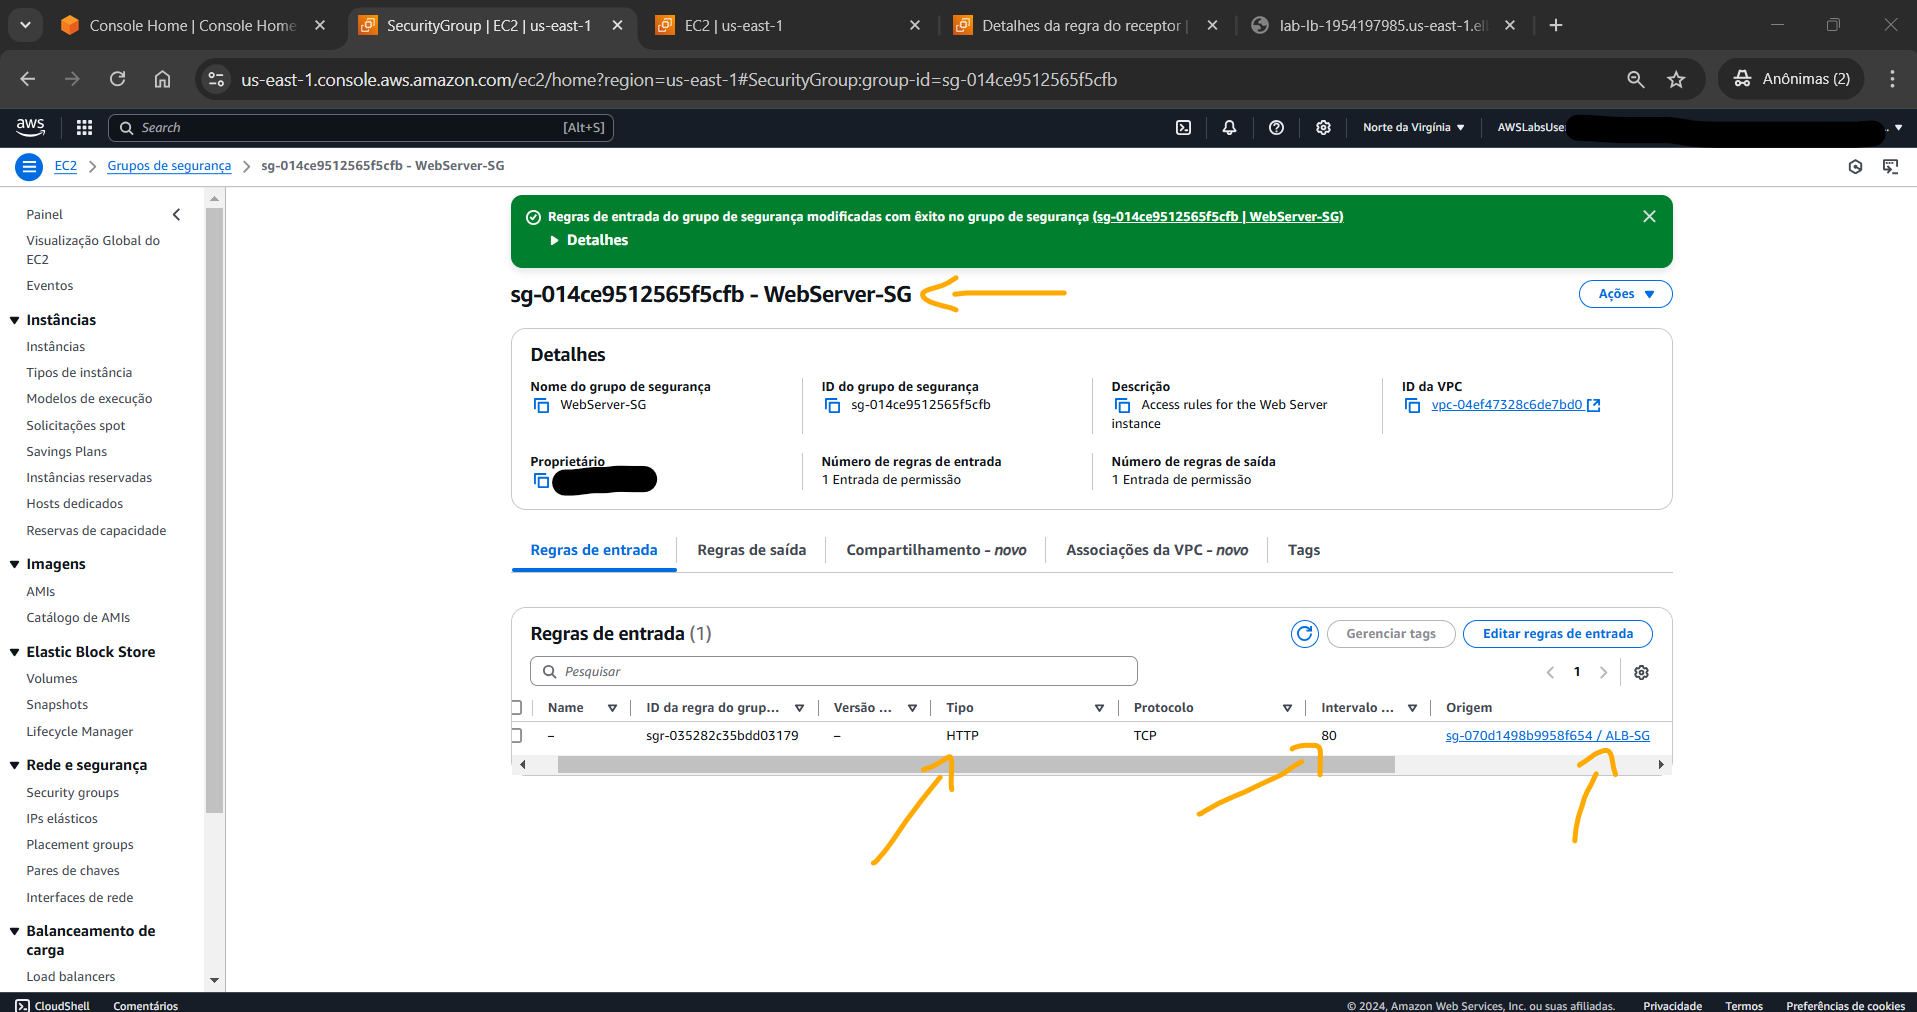 Console Home | Console Home
SecurityGroup | EC2 | us-east-1
EC2 | us-east-1
Detalhes da regra do receptor |
lab-lb-1954197985.us-east-1.el
us-east-1.console.aws.amazon.com/ec2/home?region=us-east-1#SecurityGroup:group-id=sg-014ce9512565f5cfb
Anônimas (2)
aws
Search
[Alt+S]
Norte da Virgínia
AWSLabsUse
EC2
Grupos de segurança
sg-014ce9512565f5cfb - WebServer-SG
Painel
Visualização Global do
EC2
Eventos
Instâncias
Instâncias
Tipos de instância
Modelos de execução
Solicitações spot
Savings Plans
Instâncias reservadas
Hosts dedicados
Reservas de capacidade
Imagens
AMIs
Catálogo de AMIs
Elastic Block Store
Volumes
Snapshots
Lifecycle Manager
Rede e segurança
Security groups
IPs elásticos
Placement groups
Pares de chaves
Interfaces de rede
Balanceamento de
carga
Load balancers
Regras de entrada do grupo de segurança modificadas com êxito no grupo de segurança (sg-014ce9512565f5cfb | WebServer-SG)
Detalhes
sg-014ce9512565f5cfb - WebServer-SG
Ações
Detalhes
Nome do grupo de segurança
WebServer-SG
ID do grupo de segurança
sg-014ce9512565f5cfb
Descrição
Access rules for the Web Server
instance
ID da VPC
vpc-04ef47328c6de7bd0
Proprietário
Número de regras de entrada
1 Entrada de permissão
Número de regras de saída
1 Entrada de permissão
Regras de entrada
Regras de saída
Compartilhamento - novo
Associações da VPC - novo
Tags
Regras de entrada (1)
Gerenciar tags
Editar regras de entrada
Pesquisar
1
Name
ID da regra do grup...
Versão ...
Tipo
Protocolo
Intervalo ...
Origem
–
sgr-035282c35bdd03179
–
HTTP
TCP
80
sg-070d1498b9958f654 / ALB-SG
CloudShell
Comentários
© 2024, Amazon Web Services, Inc. ou suas afiliadas.
Privacidade
Termos
Preferências de cookies